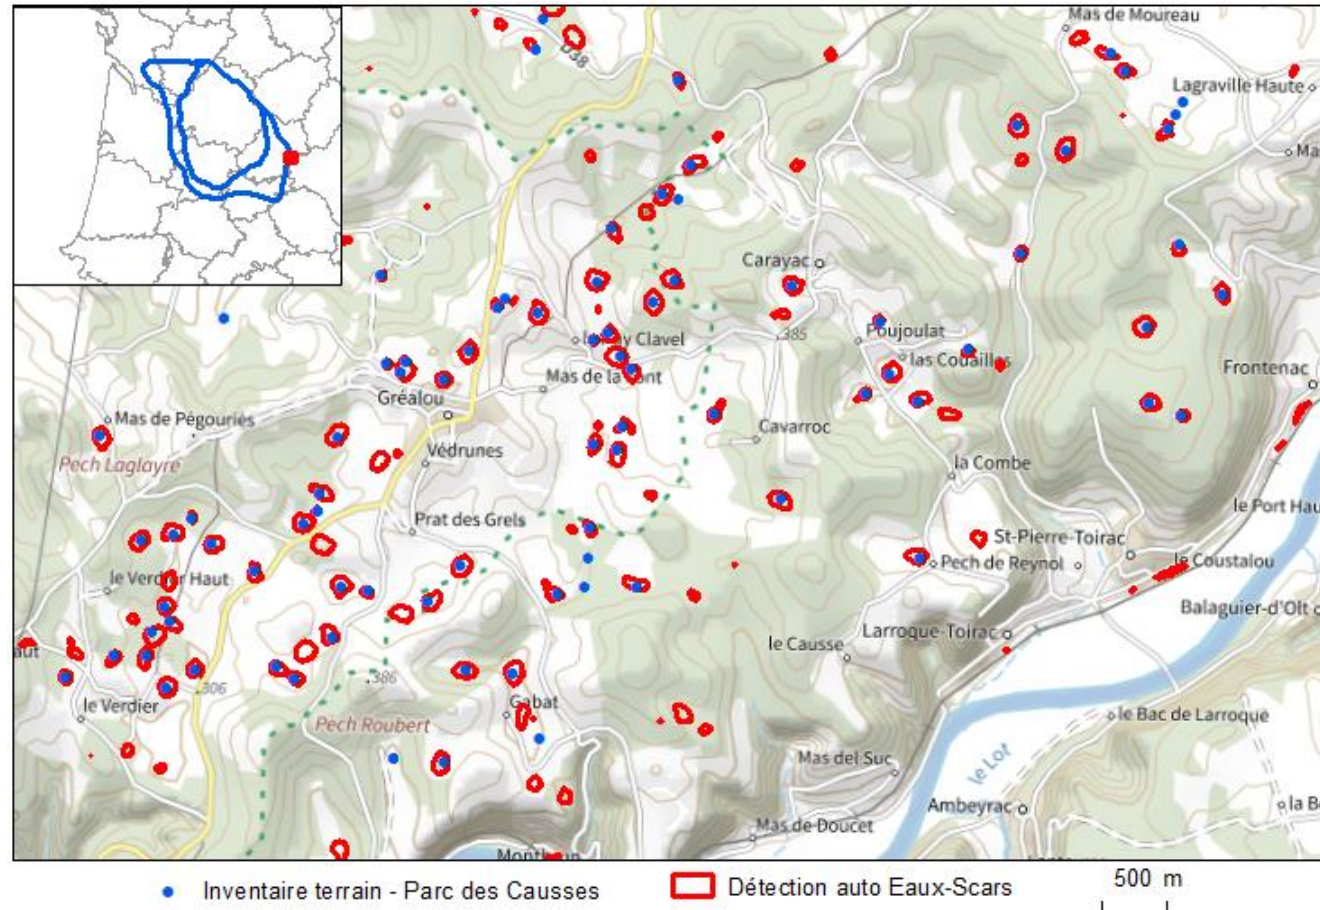 Mas de Moureau
D38
Lagraville Haute
Carayac
Poujoulat
385
Clavel
las Couailles
Mas de la Font
Frontenac
Gréalou
Mas de Pégouriès
Cavarroc
Védrunes
Pech Laglayre
la Combe
le Port Hau
Prat des Grels
St-Pierre-Toirac
le Coustalou
Pech de Reynol
le Verdier Haut
Balaguier-d'Olt
Larroque-Toirac
le Causse
aut
386
306
le Verdier
Gabat
le Bac de Larroque
Pech Roubert
Mas del Suc
le Lot
Ambeyrac
la B
Mas de Doucet
Inventaire terrain - Parc des Causses
Détection auto Eaux-Scars
500 m